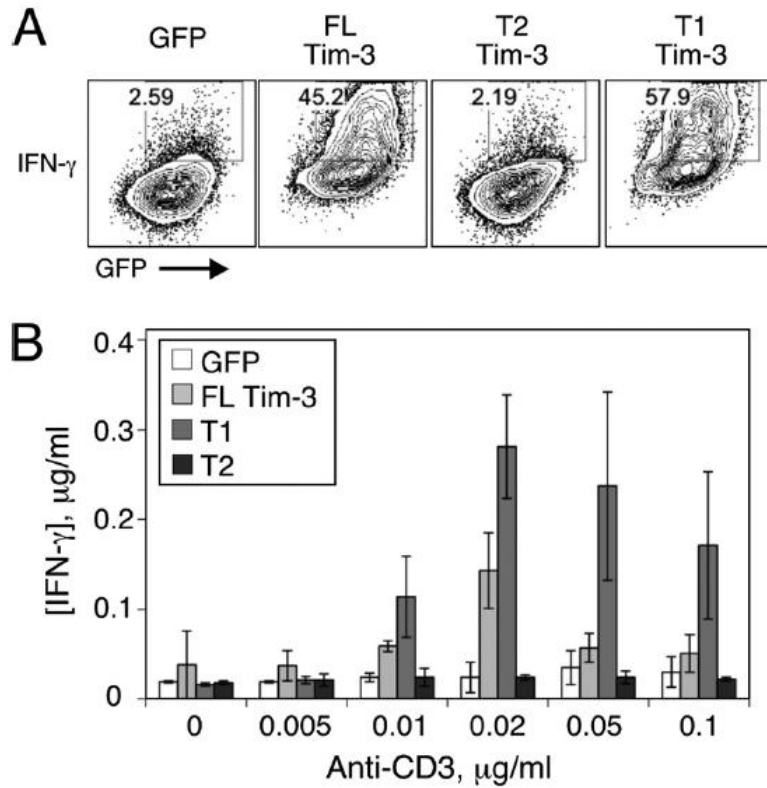 A
GFP
FL
Tim-3
T2
Tim-3
T1
Tim-3
2.59
45.2
2.19
57.9
IFN-γ
GFP
B
0.4
0.3
0.2
0.1
0
[IFN-γ], μg/ml
GFP
FL Tim-3
T1
T2
0 0.005 0.01 0.02 0.05 0.1
Anti-CD3, μg/ml